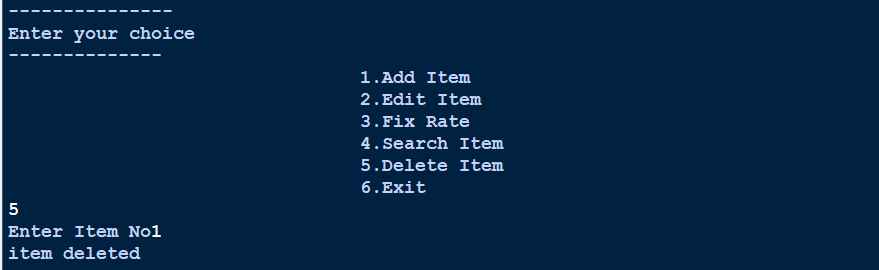 ---------------
Enter your choice
--------------
1.Add Item
2.Edit Item
3.Fix Rate
4.Search Item
5.Delete Item
6.Exit
5
Enter Item No1
item deleted